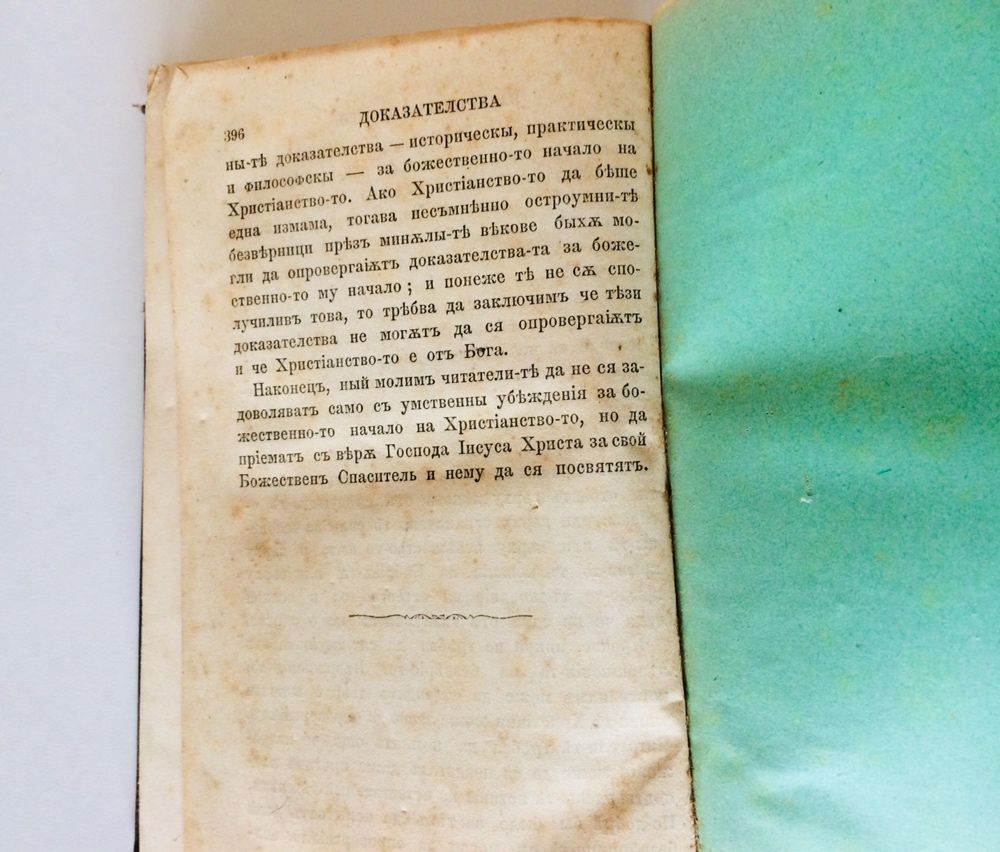 396
ДОКАЗАТЕЛСТВА
ны-тѣ доказателства — историческы, практическы
и философскы — за божественно-то начало на
Христіанство-то. Ако Христіанство-то да бѣше
една измама, тогава несъмнѣнно остроумни-тѣ
безвѣрници прѣзъ минѫлы-тѣ вѣкове быхѫ мо-
гли да опровергаіѫтъ доказателства-та за боже-
ственно-то му начало; и понеже тѣ не сѫ спо-
лучиливъ това, то трѣбва да заключимъ че тѣзи
доказателства не могѫтъ да ся опровергаіѫтъ
и че Христіанство-то е отъ Бога.
Наконецъ, ный молимъ читатели-тѣ да не ся за-
доволяватъ само съ умственны убѣжденія за бо-
жественно-то начало на Христіанство-то, но да
пріематъ съ вѣрѫ Господа Іисуса Христа за свой
Божественъ Спаситель и нему да ся посвятятъ.